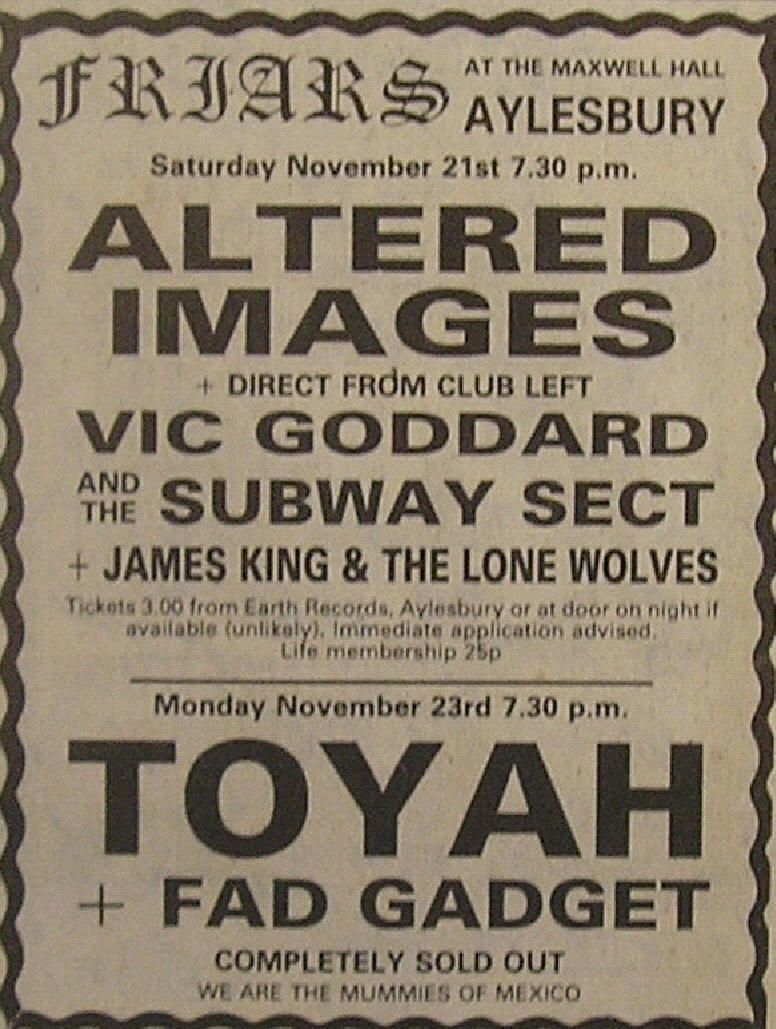 FRIARS AT THE MAXWELL HALL
AYLESBURY
Saturday November 21st 7.30 p.m.
ALTERED
IMAGES
+ DIRECT FROM CLUB LEFT
VIC GODDARD
AND THE SUBWAY SECT
+ JAMES KING & THE LONE WOLVES
Tickets 3.00 from Earth Records, Aylesbury or at door on night if
available (unlikely). Immediate application advised.
Life membership 25p
Monday November 23rd 7.30 p.m.
TOYAH
+ FAD GADGET
COMPLETELY SOLD OUT
WE ARE THE MUMMIES OF MEXICO